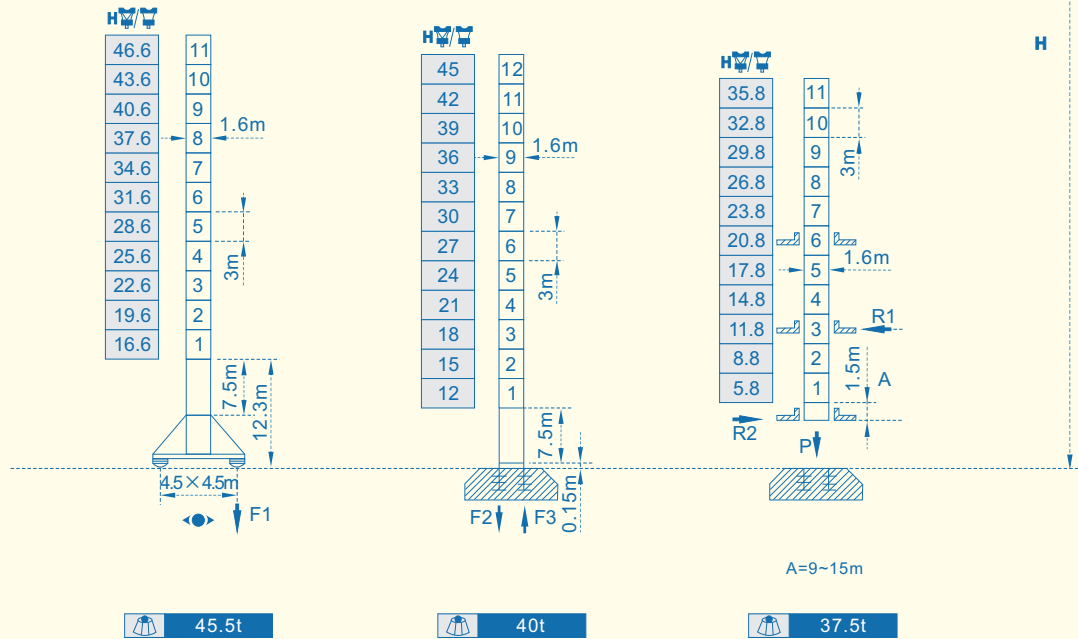 H /
46.6 11
43.6 10
40.6 9
37.6 8 1.6m
34.6 7
31.6 6
28.6 5
25.6 4 3m
22.6 3
19.6 2
16.6 1
7.5m
12.3m
4.5×4.5m
F1
45.5t
H /
45 12
42 11
39 10
36 9 1.6m
33 8
30 7
27 6
24 5 3m
21 4
18 3
15 2
12 1
7.5m
0.15m
F2 F3
40t
H /
35.8 11
32.8 10
29.8 9 3m
26.8 8
23.8 7
20.8 6
17.8 5 1.6m
14.8 4
11.8 3 R1
8.8 2
5.8 1 1.5m A
R2
P
A=9~15m
37.5t
H